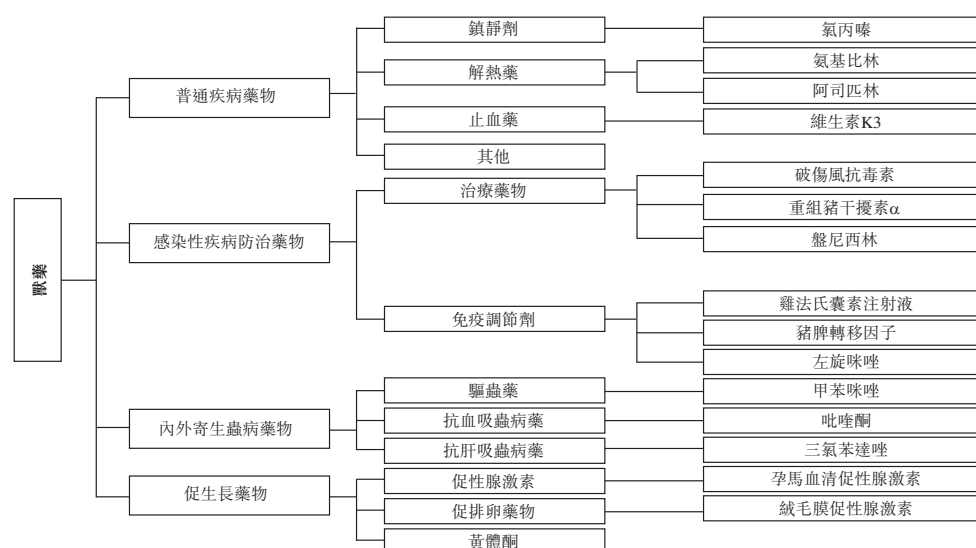 獸藥
普通疾病藥物
鎮靜劑
氯丙嗪
解熱藥
氨基比林
阿司匹林
止血藥
維生素K3
其他
感染性疾病防治藥物
治療藥物
破傷風抗毒素
重組豬干擾素α
盤尼西林
免疫調節劑
雞法氏囊素注射液
豬脾轉移因子
左旋咪唑
內外寄生蟲病藥物
驅蟲藥
甲苯咪唑
抗血吸蟲病藥
吡喹酮
抗肝吸蟲病藥
三氯苯達唑
促生長藥物
促性腺激素
孕馬血清促性腺激素
促排卵藥物
絨毛膜促性腺激素
黃體酮